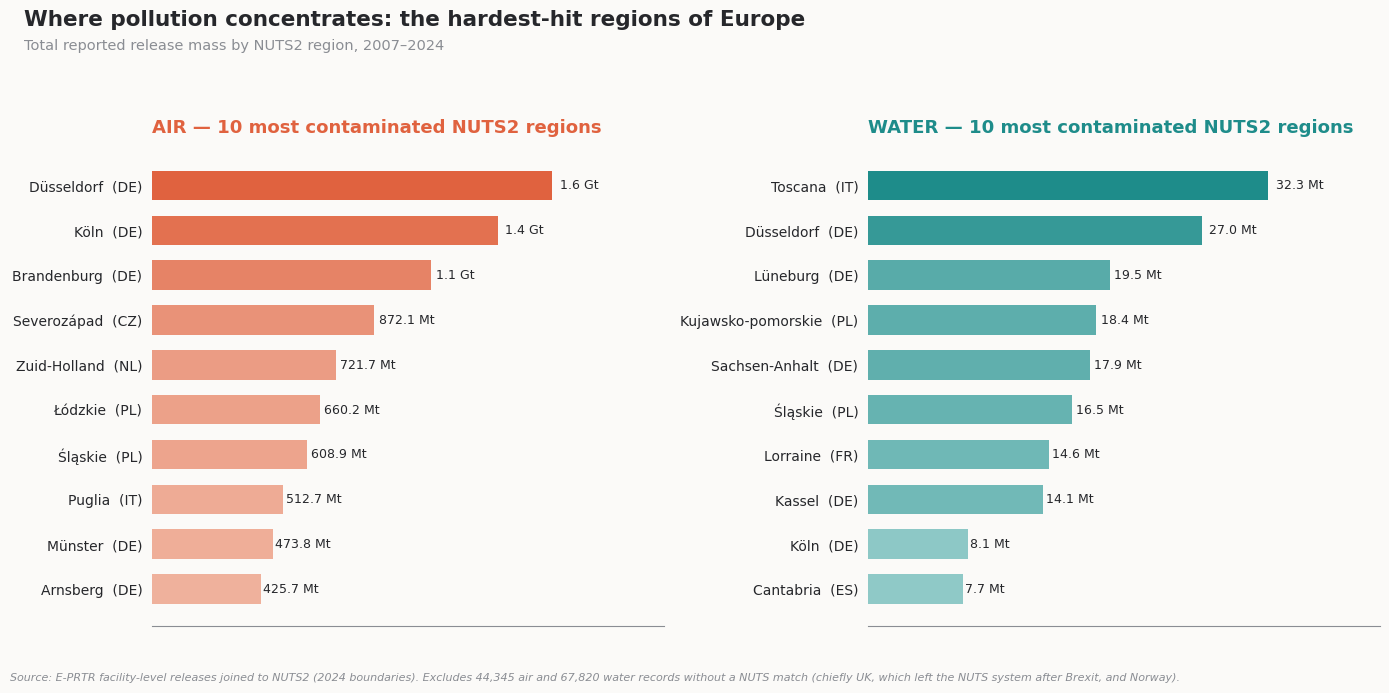 Where pollution concentrates: the hardest-hit regions of Europe
Total reported release mass by NUTS2 region, 2007–2024
AIR — 10 most contaminated NUTS2 regions
Düsseldorf (DE) 1.6 Gt
Köln (DE) 1.4 Gt
Brandenburg (DE) 1.1 Gt
Severozápad (CZ) 872.1 Mt
Zuid-Holland (NL) 721.7 Mt
Łódzkie (PL) 660.2 Mt
Śląskie (PL) 608.9 Mt
Puglia (IT) 512.7 Mt
Münster (DE) 473.8 Mt
Arnsberg (DE) 425.7 Mt
WATER — 10 most contaminated NUTS2 regions
Toscana (IT) 32.3 Mt
Düsseldorf (DE) 27.0 Mt
Lüneburg (DE) 19.5 Mt
Kujawsko-pomorskie (PL) 18.4 Mt
Sachsen-Anhalt (DE) 17.9 Mt
Śląskie (PL) 16.5 Mt
Lorraine (FR) 14.6 Mt
Kassel (DE) 14.1 Mt
Köln (DE) 8.1 Mt
Cantabria (ES) 7.7 Mt
Source: E-PRTR facility-level releases joined to NUTS2 (2024 boundaries). Excludes 44,345 air and 67,820 water records without a NUTS match (chiefly UK, which left the NUTS system after Brexit, and Norway).